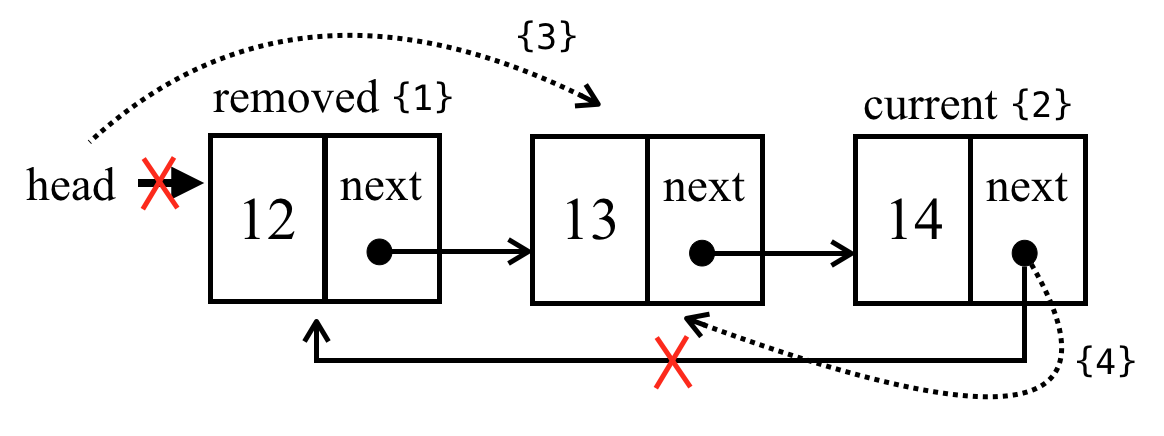 {3}
removed {1}
current {2}
head
12
next
13
next
14
next
{4}